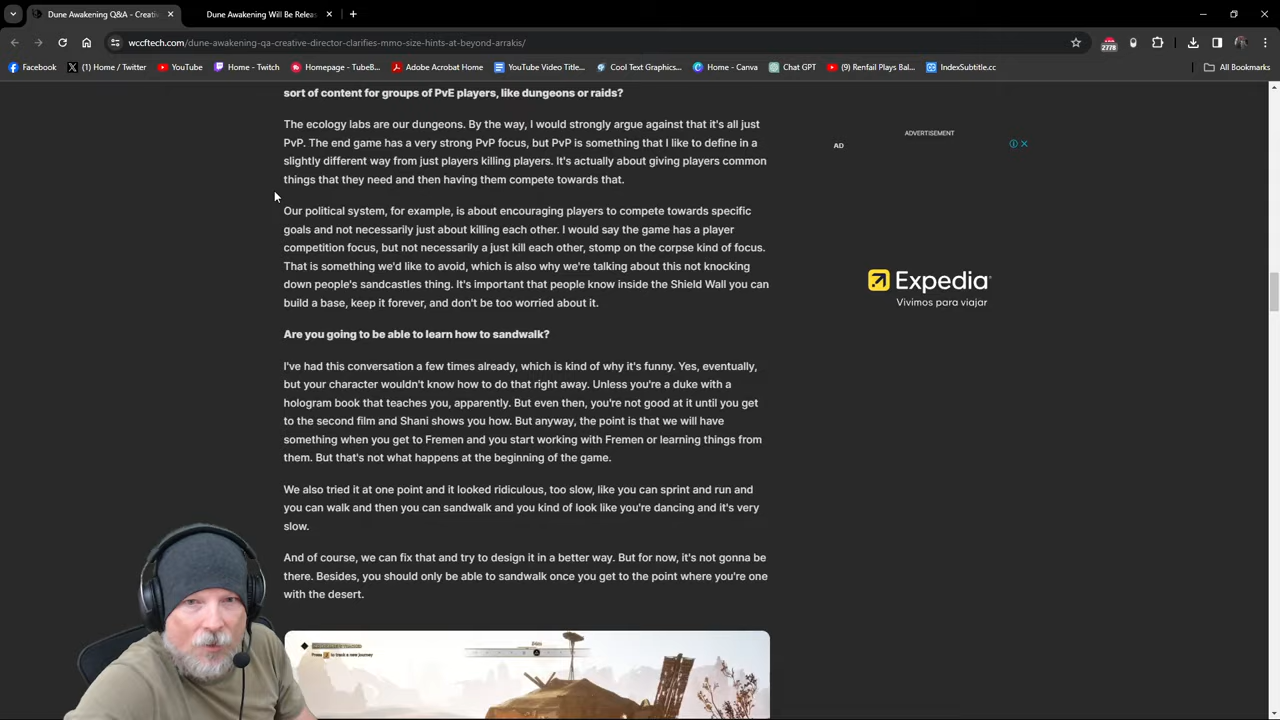 Dune Awakening Q&A - Creati
Dune Awakening Will Be Relea
wccftech.com/dune-awakening-qa-creative-director-clarifies-mmo-size-hints-at-beyond-arrakis/
2778
Facebook
(1) Home / Twitter
YouTube
Home - Twitch
Homepage - TubeB...
Adobe Acrobat Home
YouTube Video Title...
Cool Text Graphics...
Home - Canva
Chat GPT
(9) Bitfail Plays Bal...
IndexSubtitle.cc
All Bookmarks
sort of content for groups of PvE players, like dungeons or raids?
The ecology labs are our dungeons. By the way, I would strongly argue against that it's all just
PvP. The end game has a very strong PvP focus, but PvP is something that I like to define in a
slightly different way from just players killing players. It's actually about giving players common
things that they need and then having them compete towards that.
Our political system, for example, is about encouraging players to compete towards specific
goals and not necessarily just about killing each other. I would say the game has a player
competition focus, but not necessarily a just kill each other, stomp on the corpse kind of focus.
That is something we'd like to avoid, which is also why we're talking about this not knocking
down people's sandcastles thing. It's important that people know inside the Shield Wall you can
build a base, keep it forever, and don't be too worried about it.
Are you going to be able to learn how to sandwalk?
I've had this conversation a few times already, which is kind of why it's funny. Yes, eventually,
but your character wouldn't know how to do that right away. Unless you're a duke with a
hologram book that teaches you, apparently. But even then, you're not good at it until you get
to the second film and Shani shows you how. But anyway, the point is that we will have
something when you get to Fremen and you start working with Fremen or learning things from
them. But that's not what happens at the beginning of the game.
We also tried it at one point and it looked ridiculous, too slow, like you can sprint and run and
you can walk and then you can sandwalk and you kind of look like you're dancing and it's very
slow.
And of course, we can fix that and try to design it in a better way. But for now, it's not gonna be
there. Besides, you should only be able to sandwalk once you get to the point where you're one
with the desert.
ADVERTISEMENT
AD
Expedia
Vivimos para viajar